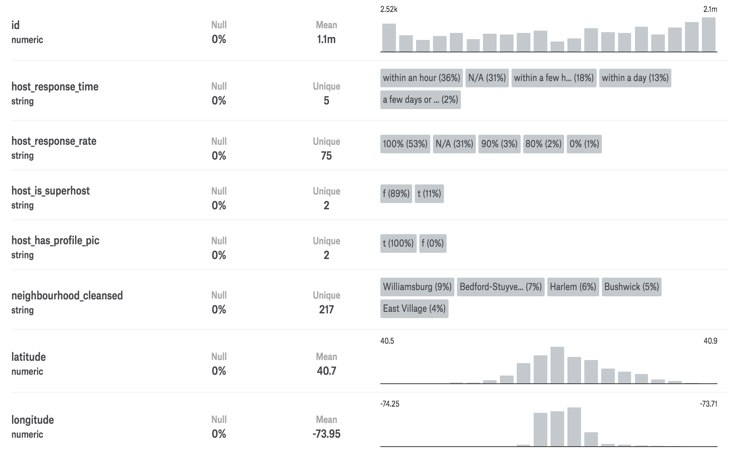 2.52k 2.1m
id Null Mean
numeric 0% 1.1m
host_response_time Null Unique within an hour (36%) N/A (31%) within a few h... (18%) within a day (13%)
string 0% 5 a few days or ... (2%)
host_response_rate Null Unique 100% (53%) N/A (31%) 90% (3%) 80% (2%) 0% (1%)
string 0% 75
host_is_superhost Null Unique f (89%) t (11%)
string 0% 2
host_has_profile_pic Null Unique t (100%) f (0%)
string 0% 2
neighbourhood_cleansed Null Unique Williamsburg (9%) Bedford-Stuyve... (7%) Harlem (6%) Bushwick (5%)
string 0% 217 East Village (4%)
40.5 40.9
latitude Null Mean
numeric 0% 40.7
-74.25 -73.71
longitude Null Mean
numeric 0% -73.95